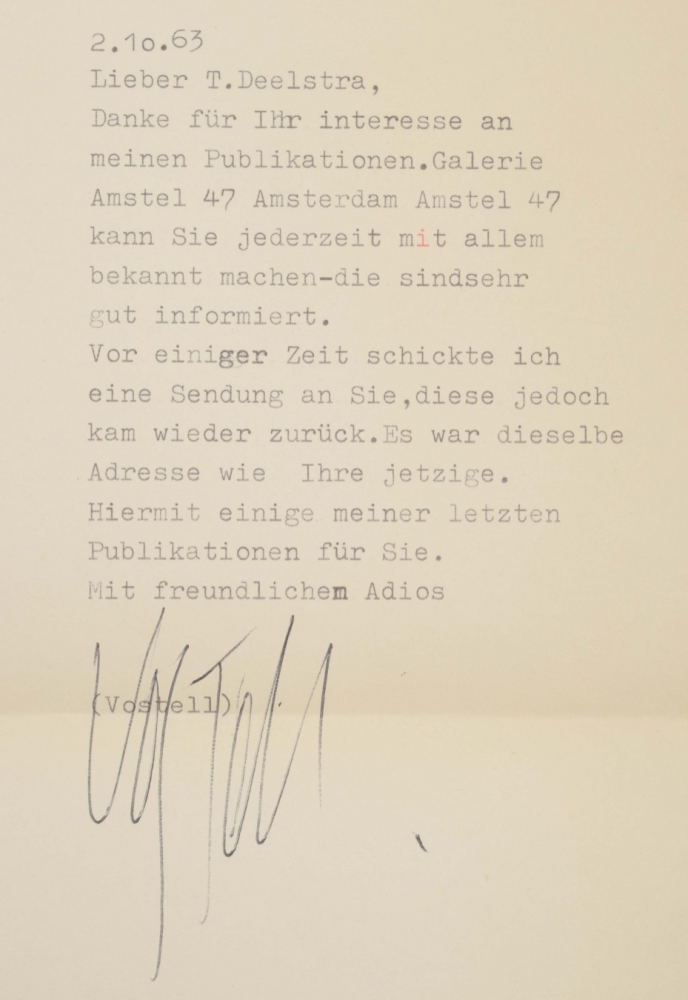 2.10.63
Lieber T.Deelstra,
Danke für Ihr interesse an
meinen Publikationen.Galerie
Amstel 47 Amsterdam Amstel 47
kann Sie jederzeit mit allem
bekannt machen-die sindsehr
gut informiert.
Vor einiger Zeit schickte ich
eine Sendung an Sie,diese jedoch
kam wieder zurück.Es war dieselbe
Adresse wie Ihre jetzige.
Hiermit einige meiner letzten
Publikationen für Sie.
Mit freundlichem Adios
(Vostell)
Vostell